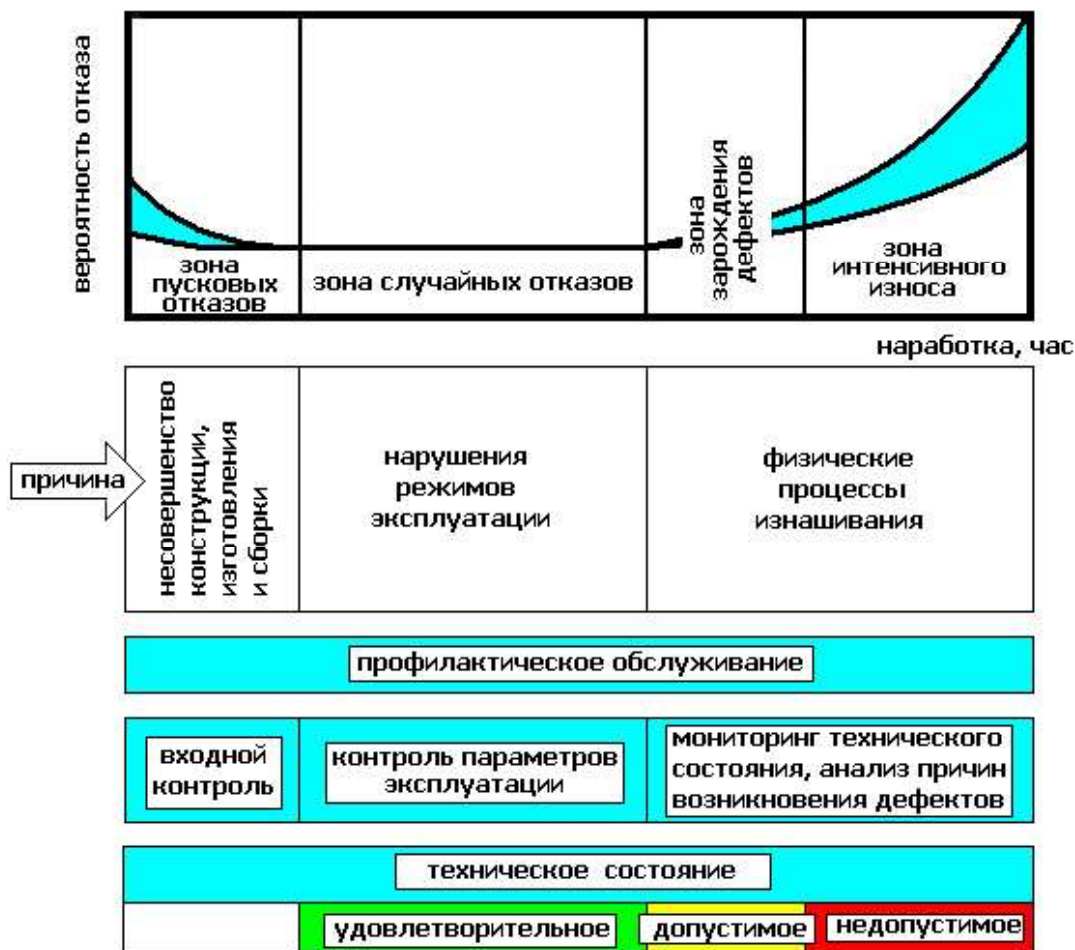 вероятность отказа
зона
пусковых
отказов
зона случайных отказов
зона
зарождения
дефектов
зона
интенсивного
износа
наработка, час
причина
несовершенство
конструкции,
изготовления
и сборки
нарушения
режимов
эксплуатации
физические
процессы
изнашивания
профилактическое обслуживание
входной
контроль
контроль параметров
эксплуатации
мониторинг технического
состояния, анализ причин
возникновения дефектов
техническое состояние
удовлетворительное
допустимое
недопустимое